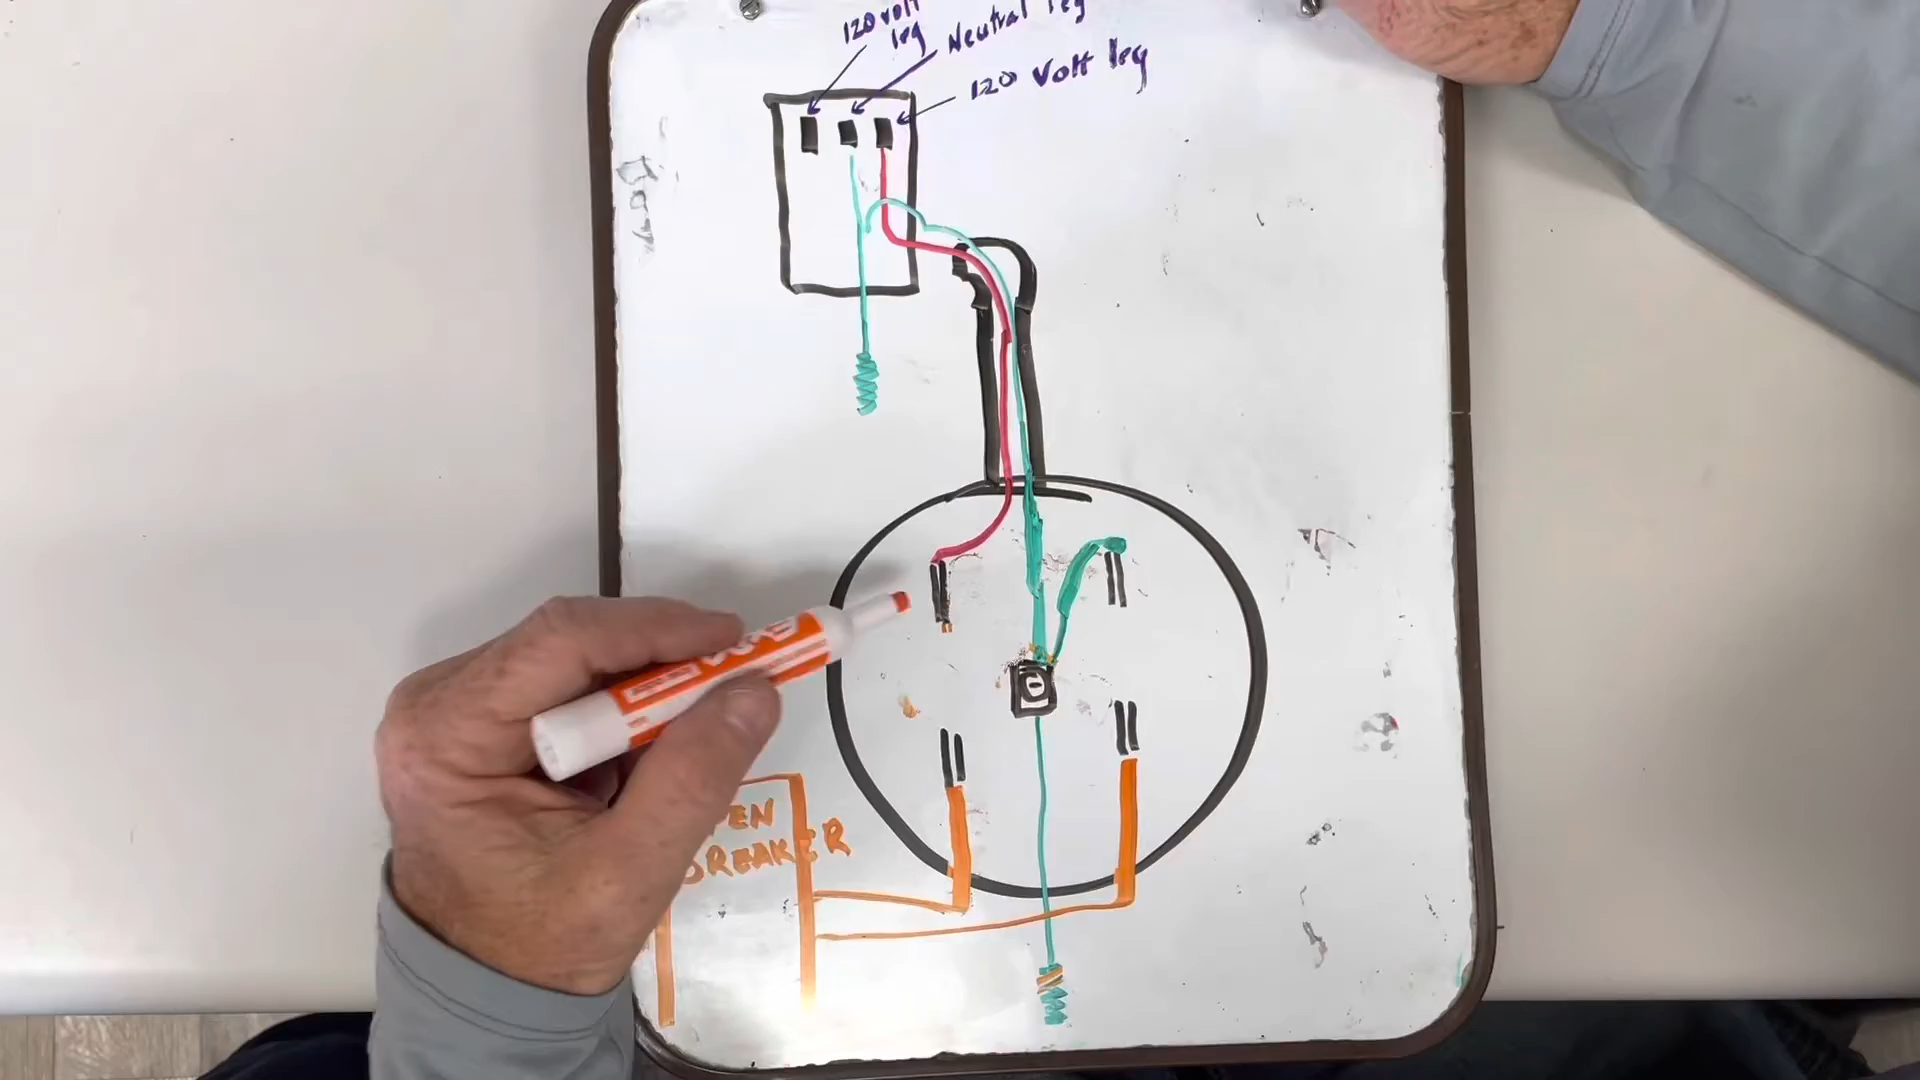 120 volt
leg
Neutral leg
120 Volt leg
BREAKER